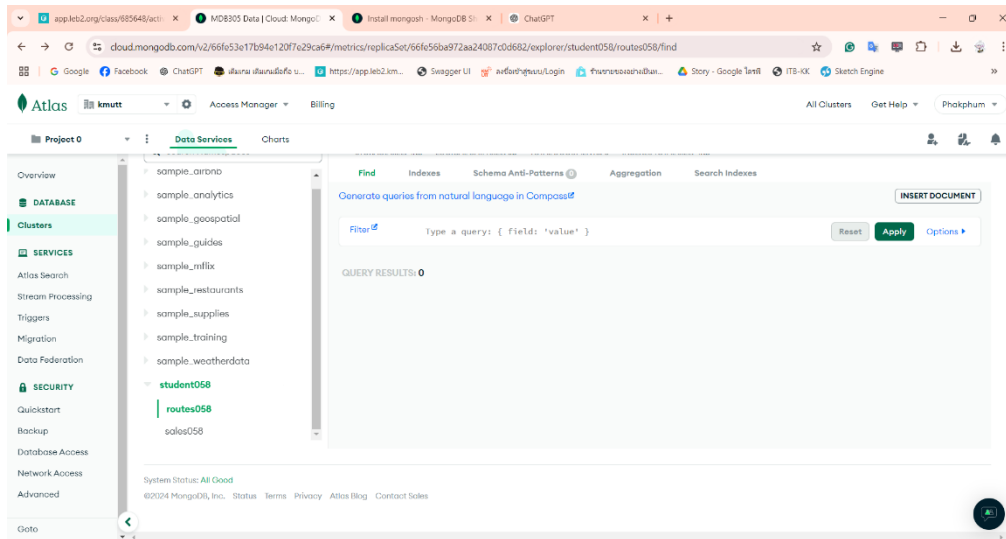 app.leb2.org/class/685648/acti
MDB305 Data | Cloud: MongoD
Install mongosh - MongoDB Sh
ChatGPT
cloud.mongodb.com/v2/66fe53e17b94e120f7e29ca6#/metrics/replicaSet/66fe56ba972aa24087c0d682/explorer/student058/routes058/find
Google
Facebook
ChatGPT
https://app.leb2.km...
Swagger UI
Story - Google ไดรฟ์
ITB-KK
Sketch Engine
Atlas
kmutt
Access Manager
Billing
All Clusters
Get Help
Phakphum
Project 0
Data Services
Charts
Overview
DATABASE
Clusters
SERVICES
Atlas Search
Stream Processing
Triggers
Migration
Data Federation
SECURITY
Quickstart
Backup
Database Access
Network Access
Advanced
Goto
sample_airbnb
sample_analytics
sample_geospatial
sample_guides
sample_mflix
sample_restaurants
sample_supplies
sample_training
sample_weatherdata
student058
routes058
sales058
Find
Indexes
Schema Anti-Patterns 0
Aggregation
Search Indexes
Generate queries from natural language in Compass
INSERT DOCUMENT
Filter
Type a query: { field: 'value' }
Reset
Apply
Options
QUERY RESULTS: 0
System Status: All Good
©2024 MongoDB, Inc. Status Terms Privacy Atlas Blog Contact Sales